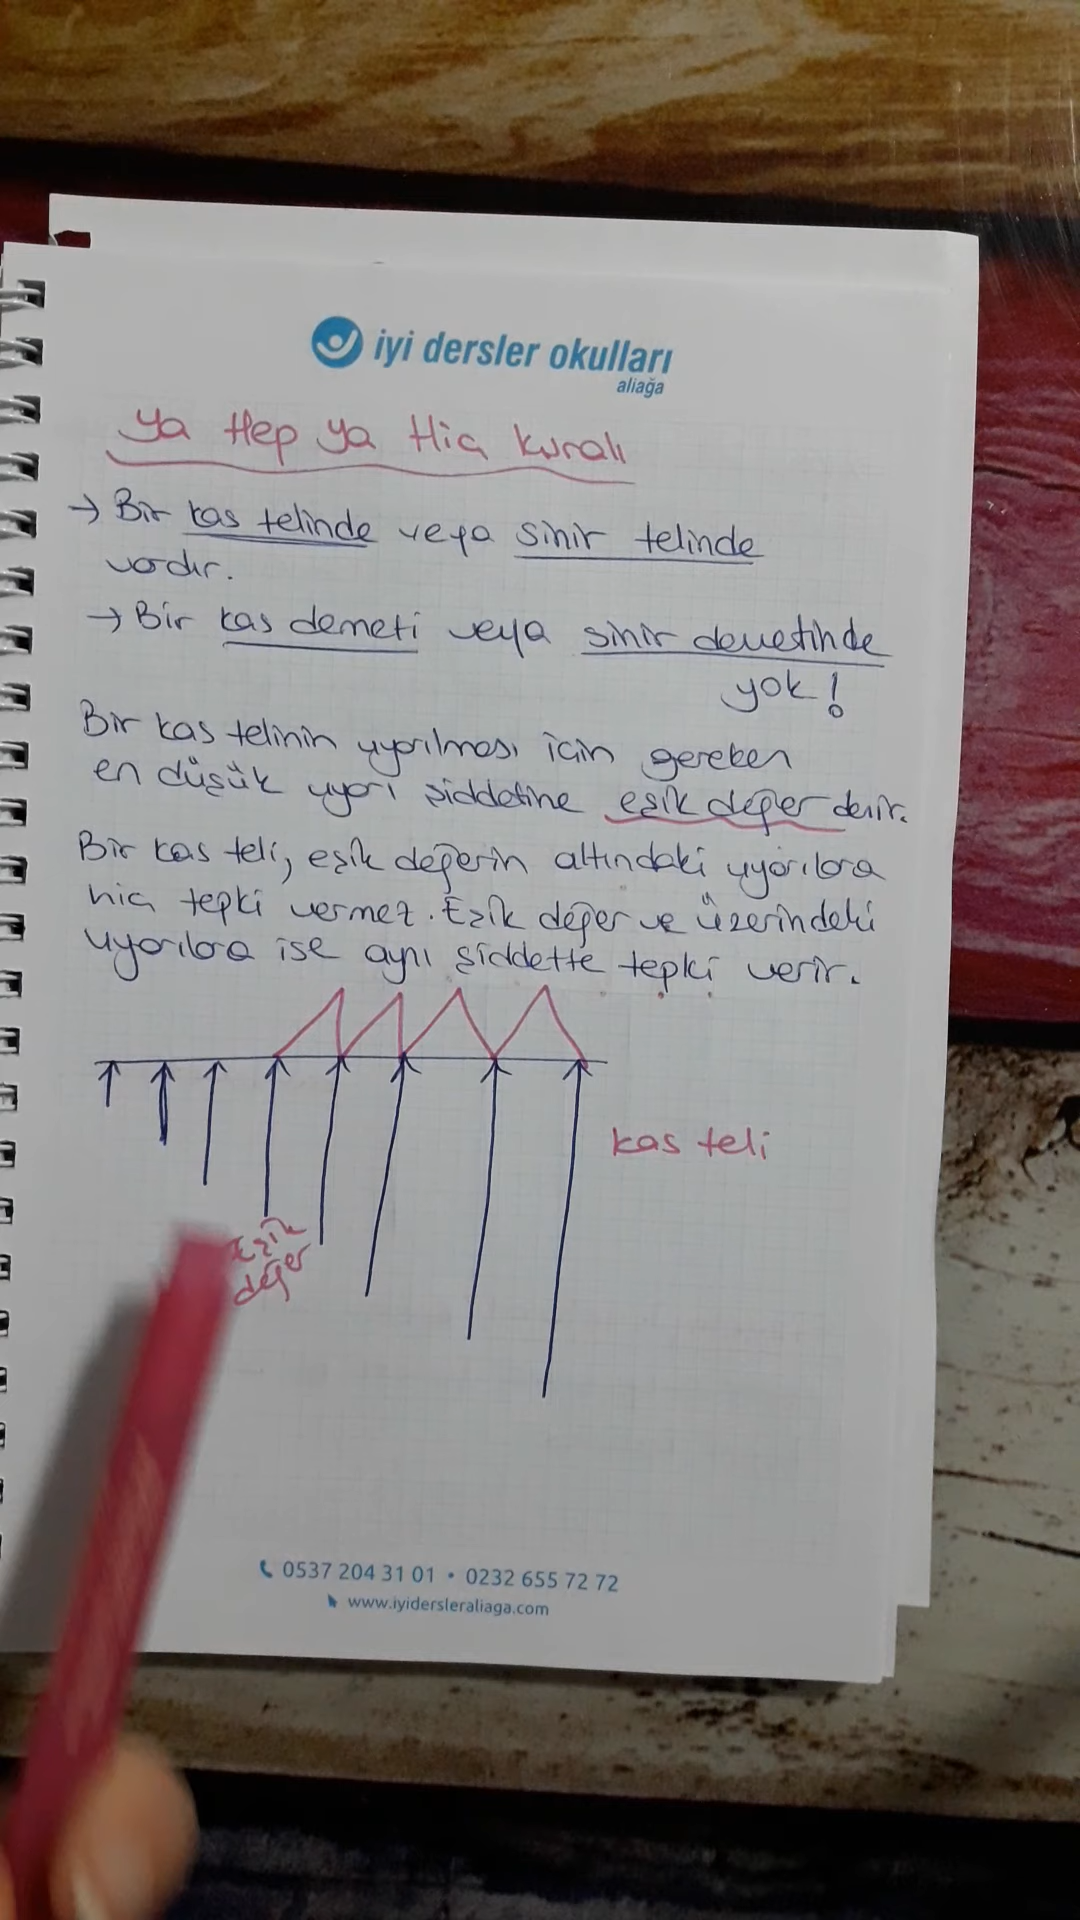 iyi dersler okulları
aliağa
Ya Hep ya Hiç kuralı
→ Bir kas telinde veya sinir telinde
vardır.
→ Bir kas demeti veya sinir demetinde
yok!
Bir kas telinin uyarılması için gereken
en düşük uyarı şiddetine eşik değer denir.
Bir kas teli, eşik değerin altındaki uyarılara
hiç tepki vermez. Eşik değer ve üzerindeki
uyarılara ise aynı şiddette tepki verir.
kas teli
Eşik
değer
0537 204 31 01 • 0232 655 72 72
www.iyidersleraliaga.com